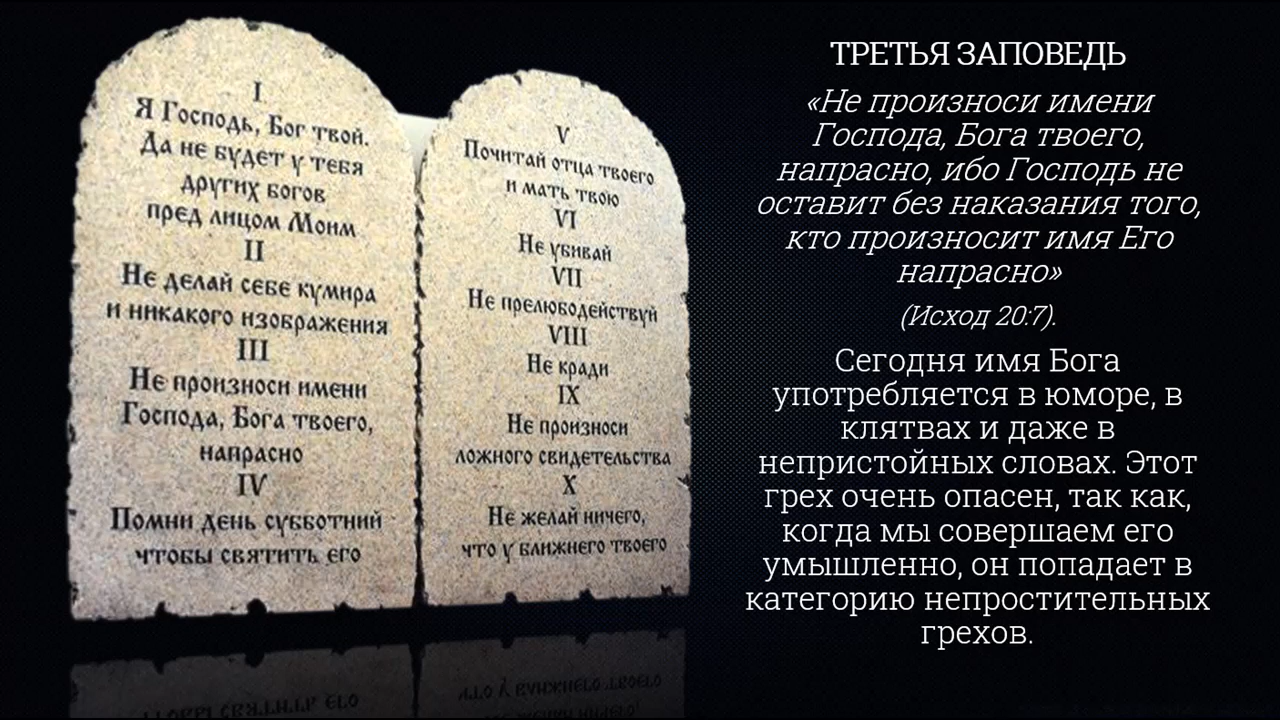 I
Я Господь, Бог твой.
Да не будет у тебя
других богов
пред лицом Моим
II
Не делай себе кумира
и никакого изображения
III
Не произноси имени
Господа, Бога твоего,
напрасно
IV
Помни день субботний
чтобы святить его
V
Почитай отца твоего
и мать твою
VI
Не убивай
VII
Не прелюбодействуй
VIII
Не кради
IX
Не произноси
ложного свидетельства
X
Не желай ничего,
что у ближнего твоего
ТРЕТЬЯ ЗАПОВЕДЬ
«Не произноси имени
Господа, Бога твоего,
напрасно, ибо Господь не
оставит без наказания того,
кто произносит имя Его
напрасно»
(Исход 20:7).
Сегодня имя Бога
употребляется в юморе, в
клятвах и даже в
непристойных словах. Этот
грех очень опасен, так как,
когда мы совершаем его
умышленно, он попадает в
категорию непростительных
грехов.